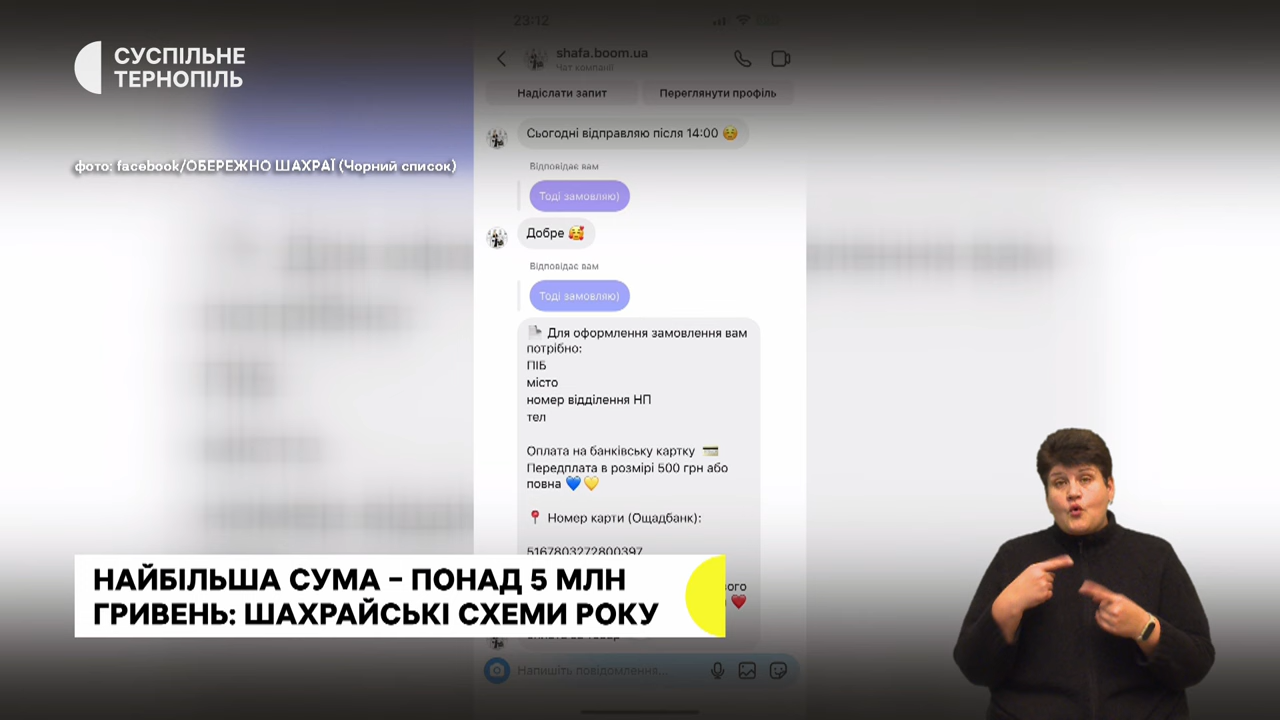 СУСПІЛЬНЕ
ТЕРНОПІЛЬ
фото: facebook/ОБЕРЕЖНО ШАХРАЇ (Чорний список)
23:12
shafa.boom.ua
Чат компанії
Надіслати запит
Переглянути профіль
Сьогодні відправляю після 14:00 ☺️
Відповідає вам
Тоді замовляю)
Добре 🥰
Відповідає вам
Тоді замовляю)
Для оформлення замовлення вам
потрібно:
ПІБ
місто
номер відділення НП
тел
Оплата на банківську картку 💳
Передплата в розмірі 500 грн або
повна 💙💛
📍 Номер карти (Ощадбанк):
5167803272800397
НАЙБІЛЬША СУМА – ПОНАД 5 МЛН
ГРИВЕНЬ: ШАХРАЙСЬКІ СХЕМИ РОКУ
Напишіть повідомлення...